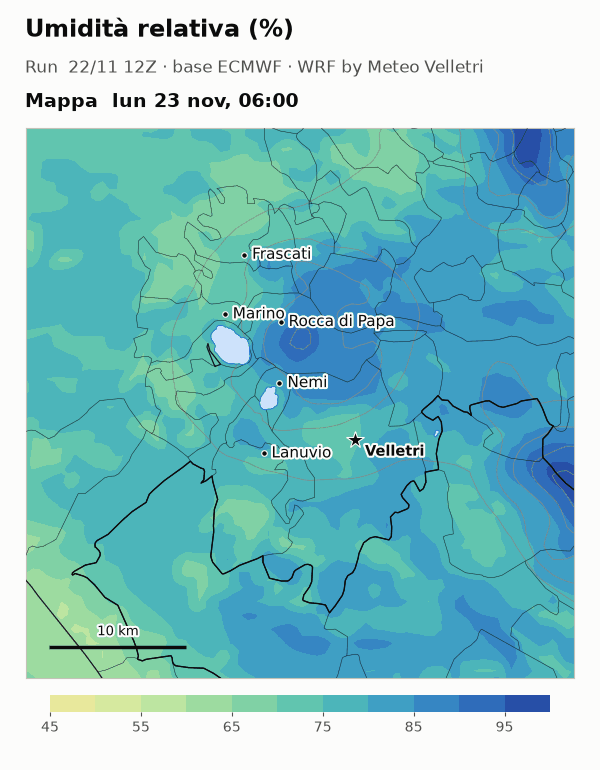 Umidità relativa (%)
Run  22/11 12Z · base ECMWF · WRF by Meteo Velletri
Mappa  lun 23 nov, 06:00
Frascati
Marino
Rocca di Papa
Nemi
Velletri
Lanuvio
10 km
45 55 65 75 85 95